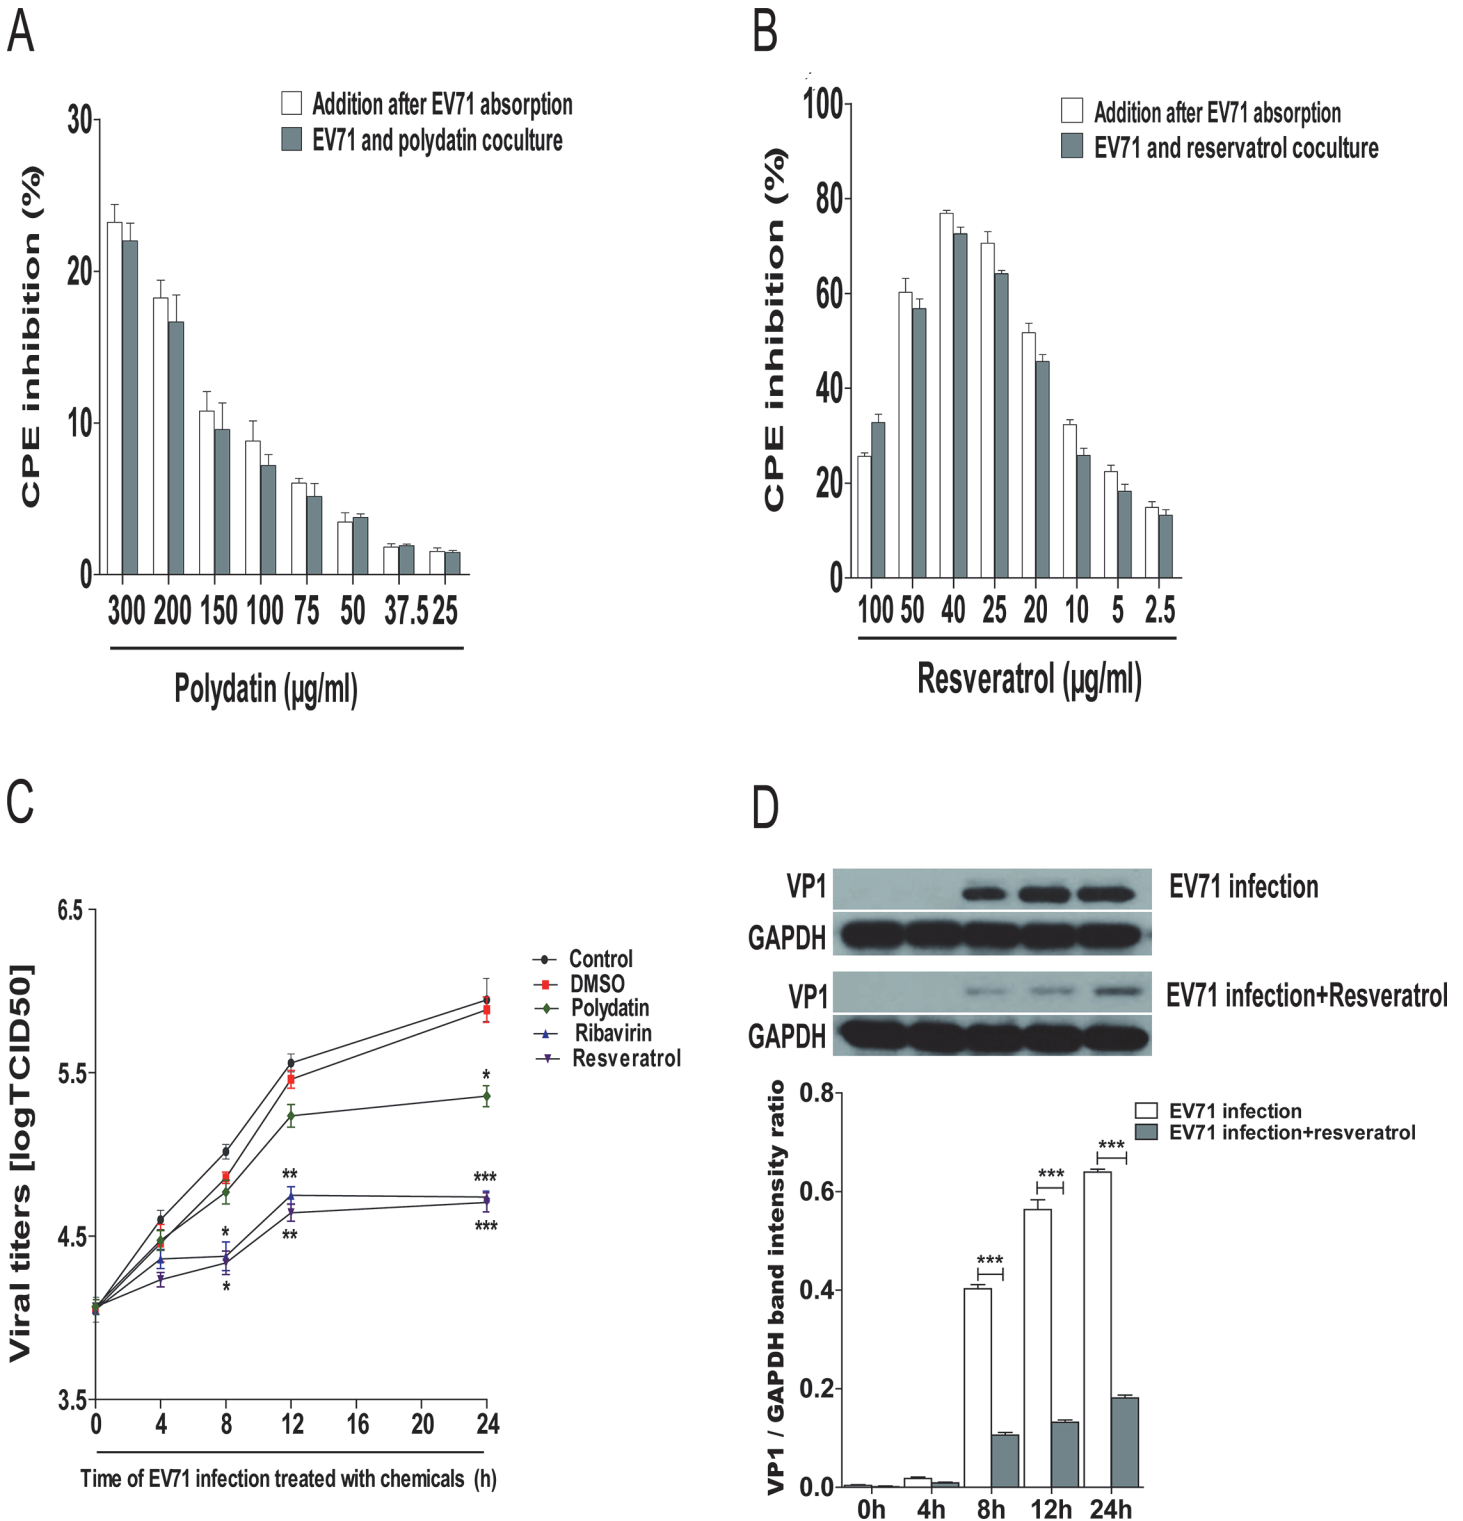 A
30
20
10
0
CPE inhibition (%)
Addition after EV71 absorption
EV71 and polydatin coculture
300 200 150 100 75 50 37.5 25
Polydatin (µg/ml)
B
100
80
60
40
20
0
CPE inhibition (%)
Addition after EV71 absorption
EV71 and reservatrol coculture
100 50 40 25 20 10 5 2.5
Resveratrol (µg/ml)
C
6.5
5.5
4.5
3.5
Viral titers [logTCID50]
Control
DMSO
Polydatin
Ribavirin
Resveratrol
*
** ***
*
** ***
*
0 4 8 12 16 20 24
Time of EV71 infection treated with chemicals (h)
D
VP1 EV71 infection
GAPDH
VP1 EV71 infection+Resveratrol
GAPDH
0.8
0.6
0.4
0.2
0.0
VP1 / GAPDH band intensity ratio
EV71 infection
EV71 infection+resveratrol
***
***
***
0h 4h 8h 12h 24h